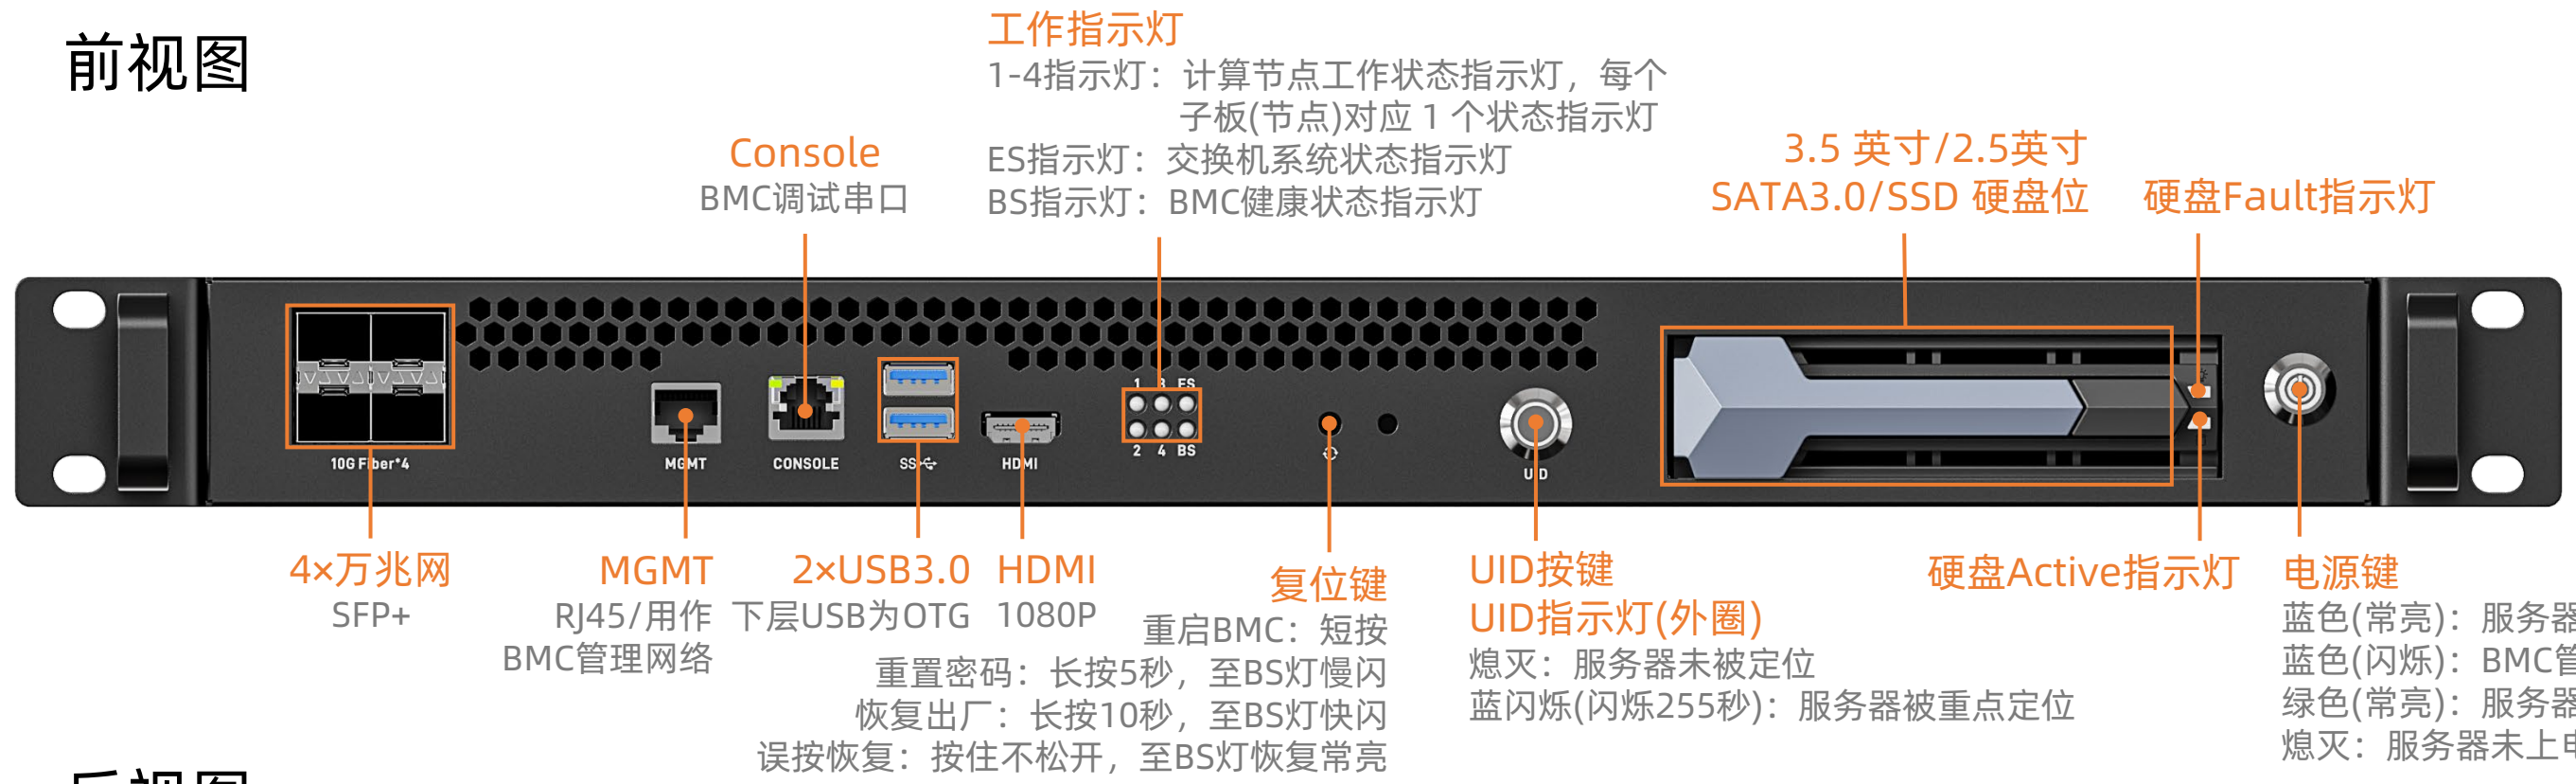 前视图
工作指示灯
1-4指示灯：计算节点工作状态指示灯，每个
子板(节点)对应 1 个状态指示灯
ES指示灯：交换机系统状态指示灯
BS指示灯：BMC健康状态指示灯
Console
BMC调试串口
3.5 英寸/2.5英寸
SATA3.0/SSD 硬盘位
硬盘Fault指示灯
1 3 ES
2 4 BS
10G Fiber*4
MGMT
CONSOLE
SS
HDMI
UID
4×万兆网
SFP+
MGMT
RJ45/用作
BMC管理网络
2×USB3.0
下层USB为OTG
HDMI
1080P
复位键
重启BMC：短按
重置密码：长按5秒，至BS灯慢闪
恢复出厂：长按10秒，至BS灯快闪
误按恢复：按住不松开，至BS灯恢复常亮
UID按键
UID指示灯(外圈)
熄灭：服务器未被定位
蓝闪烁(闪烁255秒)：服务器被重点定位
硬盘Active指示灯
电源键
蓝色(常亮)：服务器
蓝色(闪烁)：BMC管
绿色(常亮)：服务器
熄灭：服务器未上电